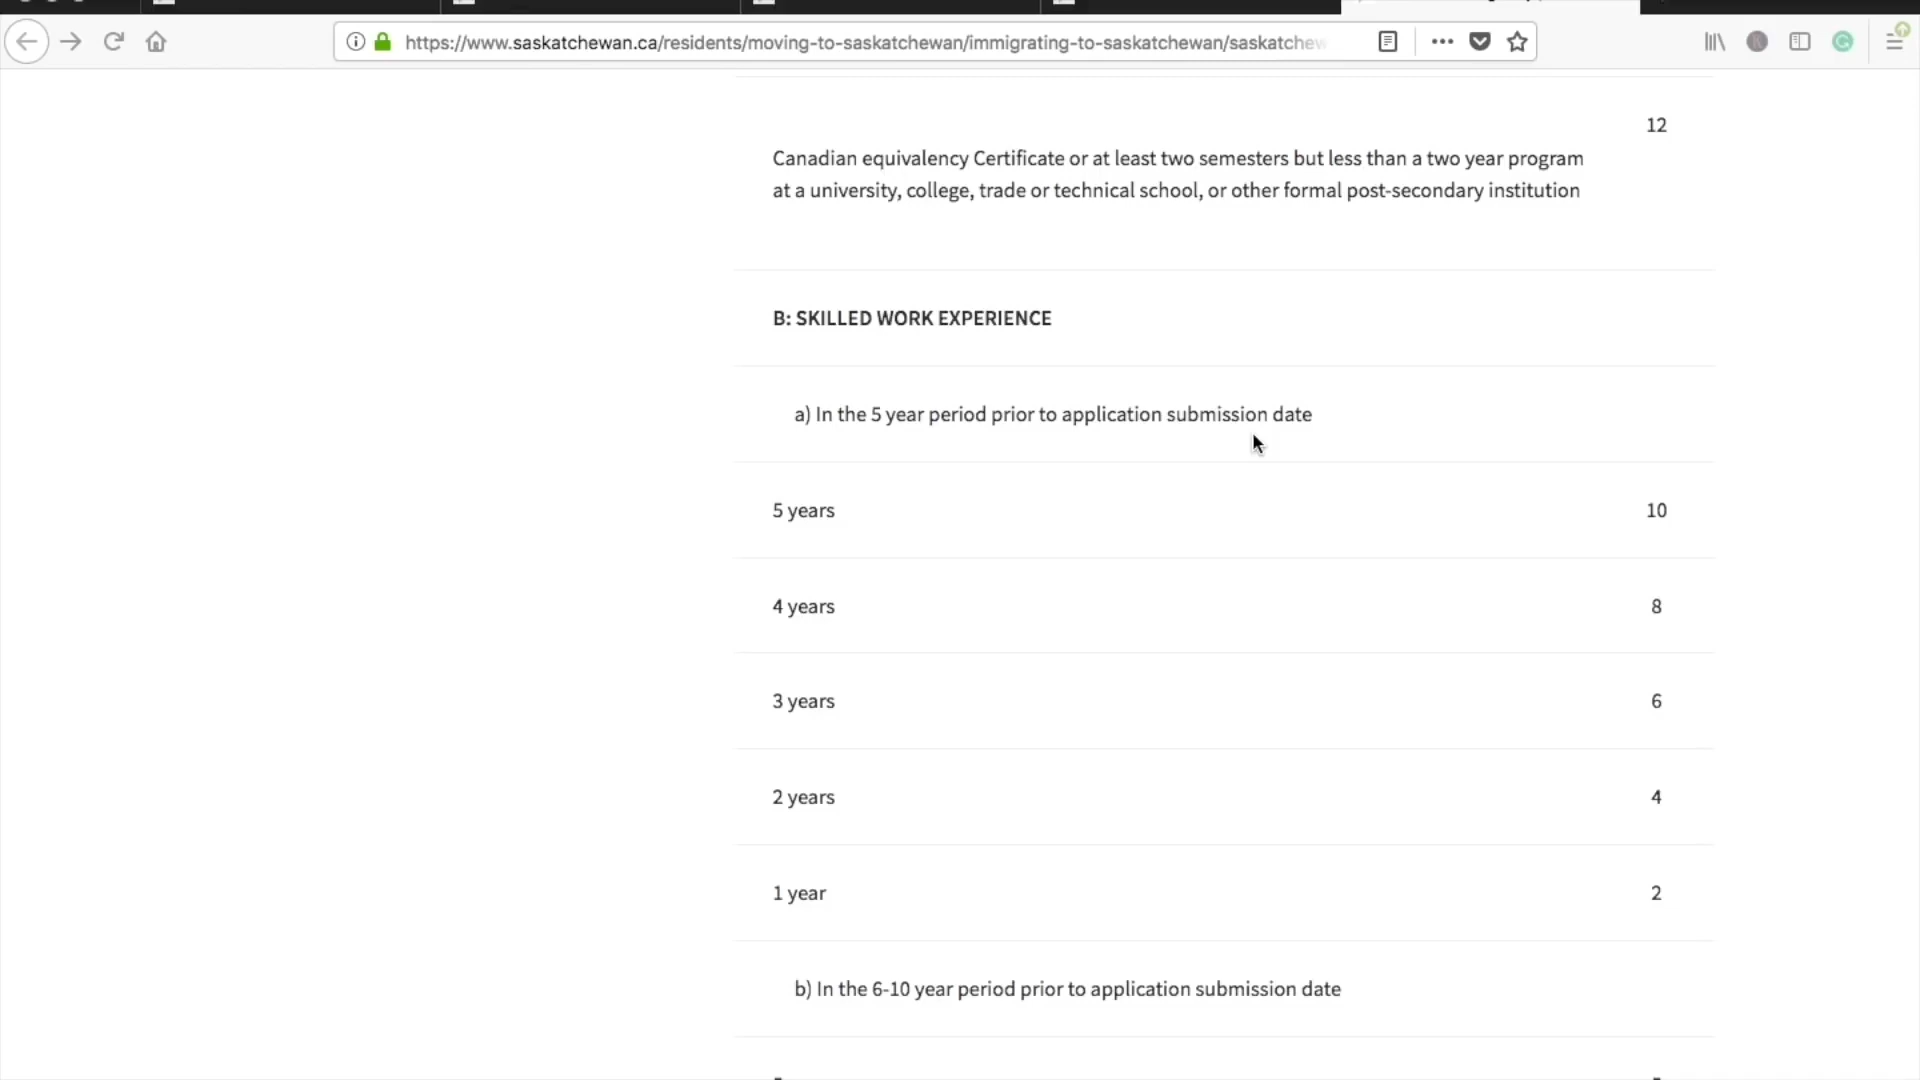 https://www.saskatchewan.ca/residents/moving-to-saskatchewan/immigrating-to-saskatchewan/saskatchew
12
Canadian equivalency Certificate or at least two semesters but less than a two year program
at a university, college, trade or technical school, or other formal post-secondary institution
B: SKILLED WORK EXPERIENCE
a) In the 5 year period prior to application submission date
5 years 10
4 years 8
3 years 6
2 years 4
1 year 2
b) In the 6-10 year period prior to application submission date